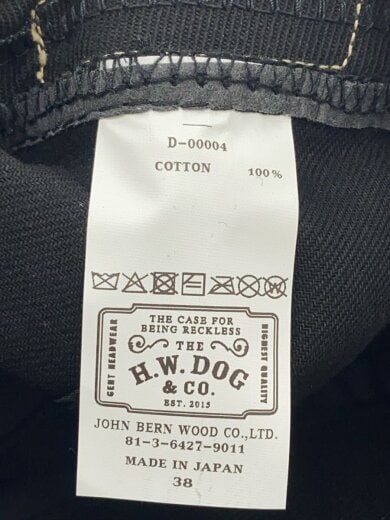 D-00004
COTTON 100%
THE CASE FOR
BEING RECKLESS
THE
H.W. DOG
& CO.
EST. 2015
GENT HEADWEAR
HIGHEST QUALITY
JOHN BERN WOOD CO.,LTD.
81-3-6427-9011
MADE IN JAPAN
38